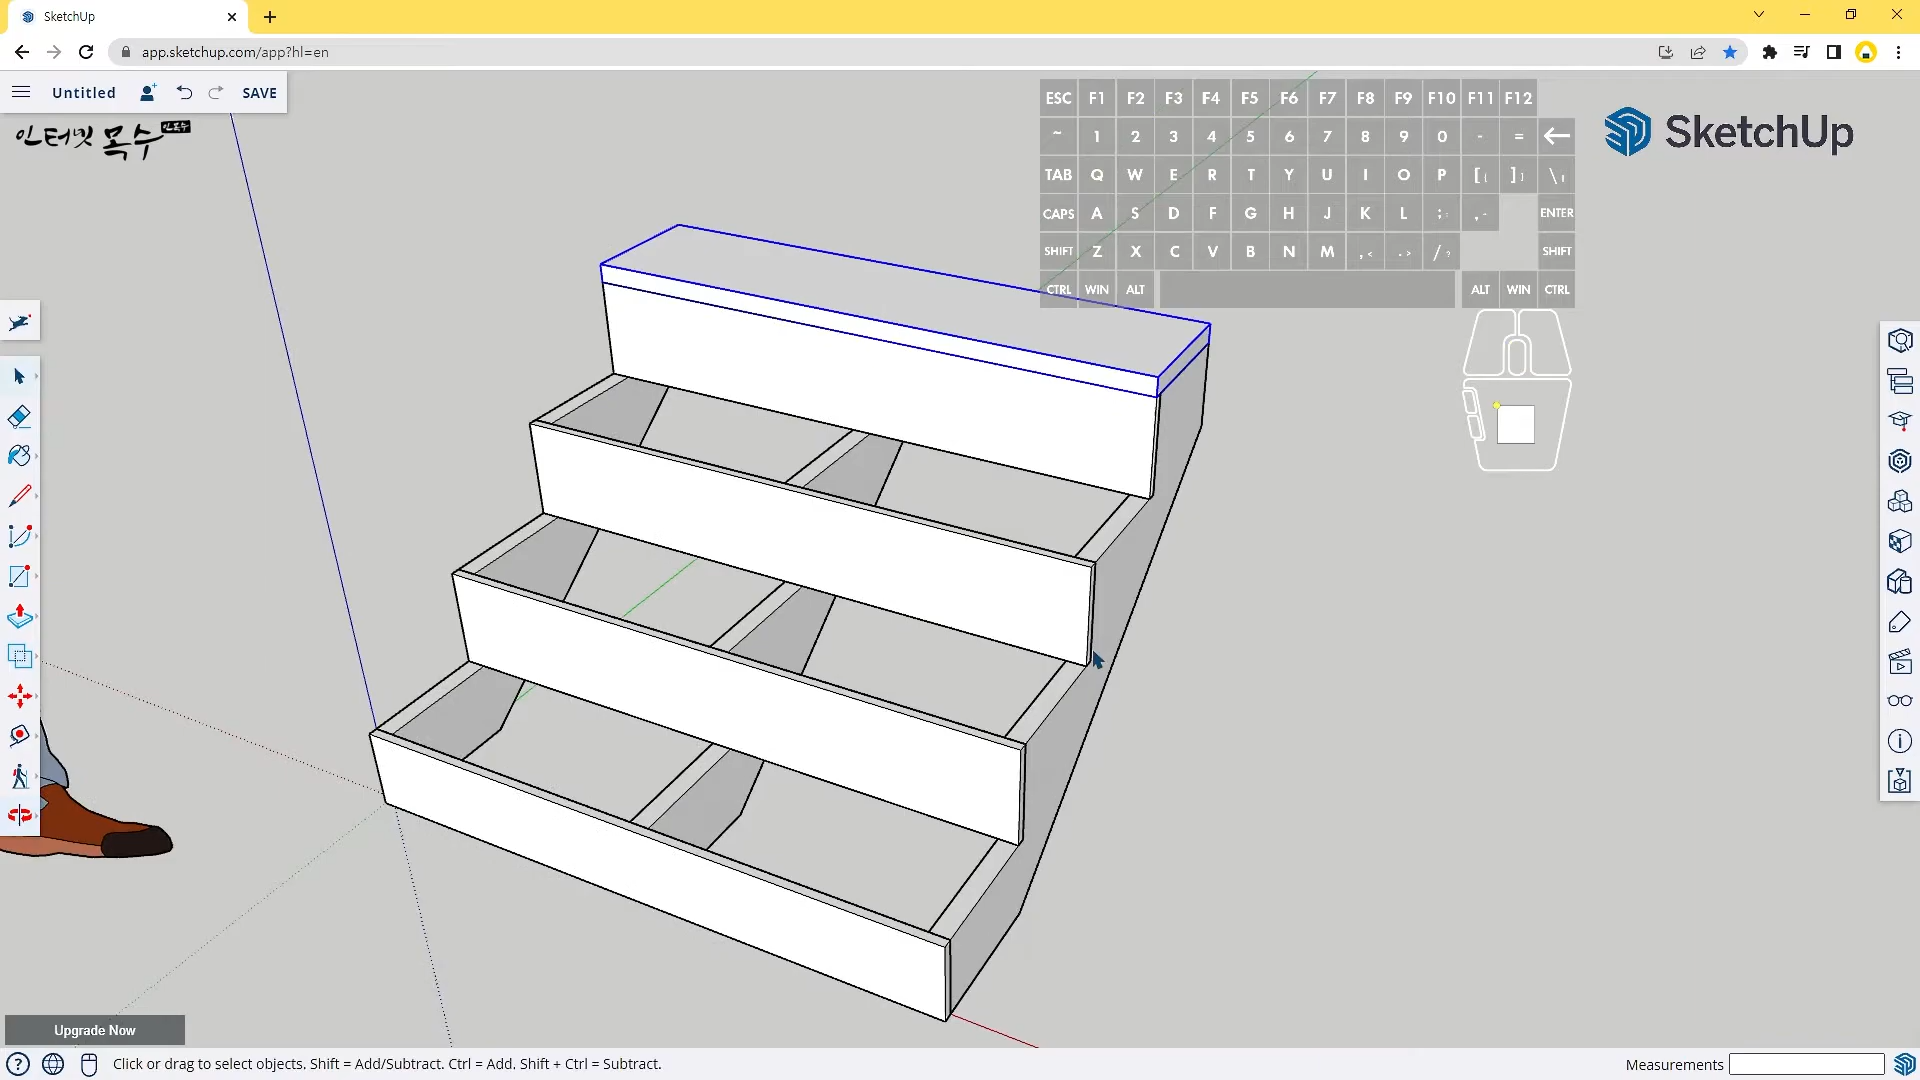 SketchUp
app.sketchup.com/app?hl=en
Untitled
SAVE
인터넷 목수
SketchUp
ESC F1 F2 F3 F4 F5 F6 F7 F8 F9 F10 F11 F12
~ 1 2 3 4 5 6 7 8 9 0 - =
TAB Q W E R T Y U I O P [ ] \
CAPS A S D F G H J K L ; ENTER
SHIFT Z X C V B N M , < . > / ? SHIFT
CTRL WIN ALT ALT WIN CTRL
Upgrade Now
Click or drag to select objects. Shift = Add/Subtract. Ctrl = Add. Shift + Ctrl = Subtract.
Measurements